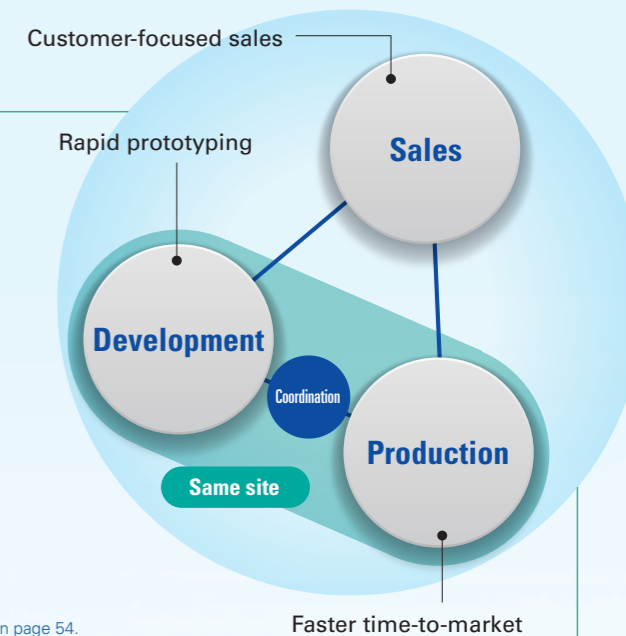 Customer-focused sales
Rapid prototyping
Sales
Development
Coordination
Production
Same site
page 54.
Faster time-to-market